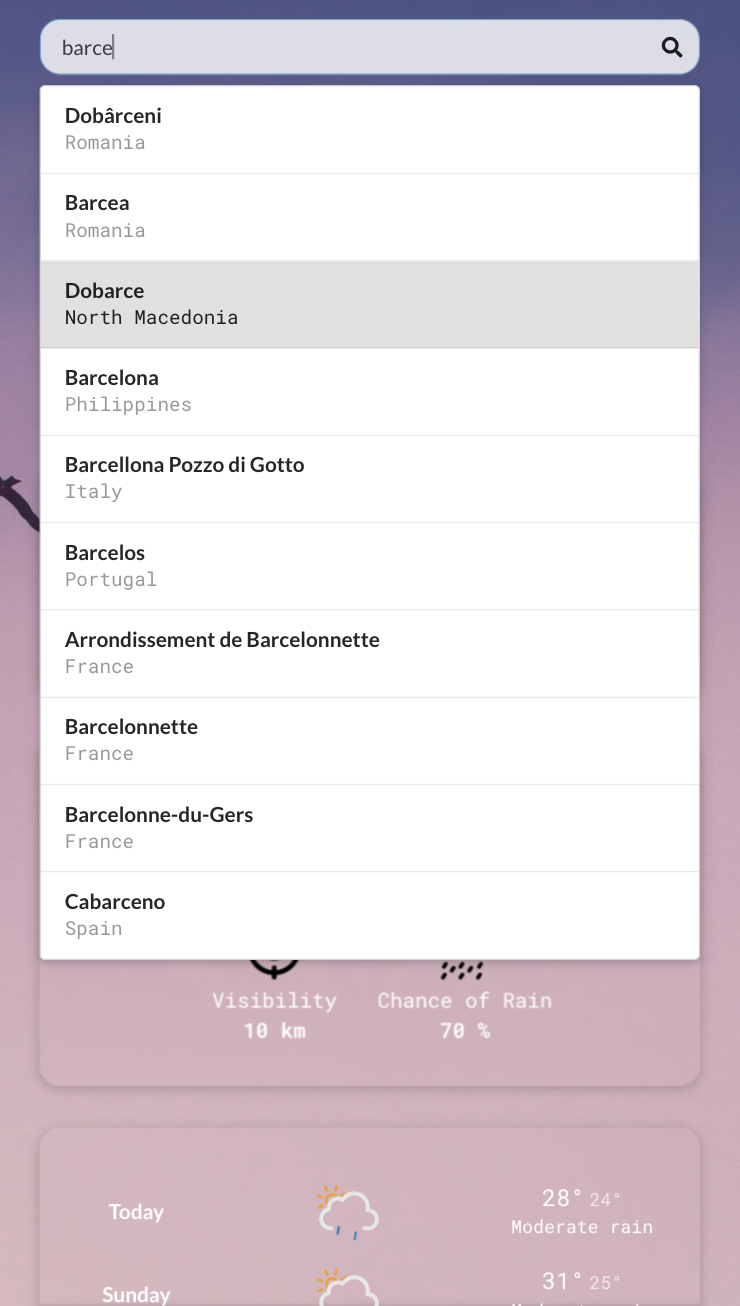 barce
Dobârceni
Romania
Barcea
Romania
Dobarce
North Macedonia
Barcelona
Philippines
Barcellona Pozzo di Gotto
Italy
Barcelos
Portugal
Arrondissement de Barcelonnette
France
Barcelonnette
France
Barcelonne-du-Gers
France
Cabarceno
Spain
Visibility Chance of Rain
10 km 70 %
Today 28° 24°
Moderate rain
Sunday 31° 25°